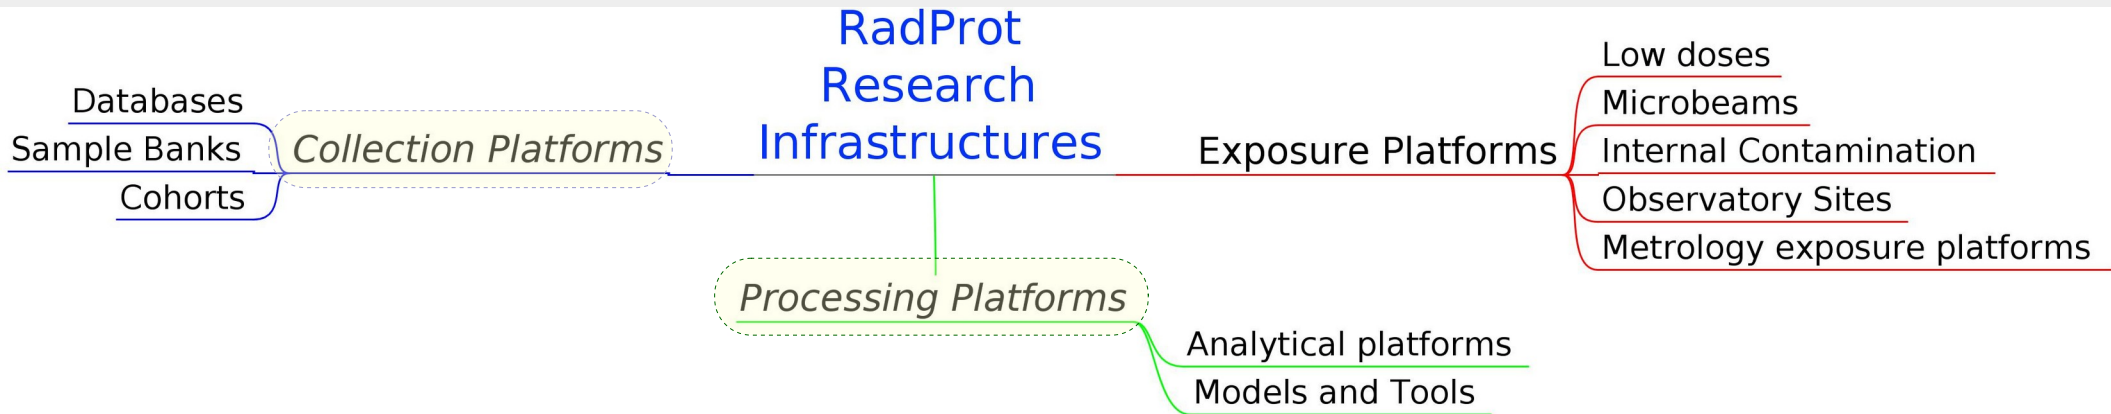 RadProt
Research
Infrastructures
Databases
Sample Banks
Cohorts
Collection Platforms
Exposure Platforms
Low doses
Microbeams
Internal Contamination
Observatory Sites
Metrology exposure platforms
Processing Platforms
Analytical platforms
Models and Tools